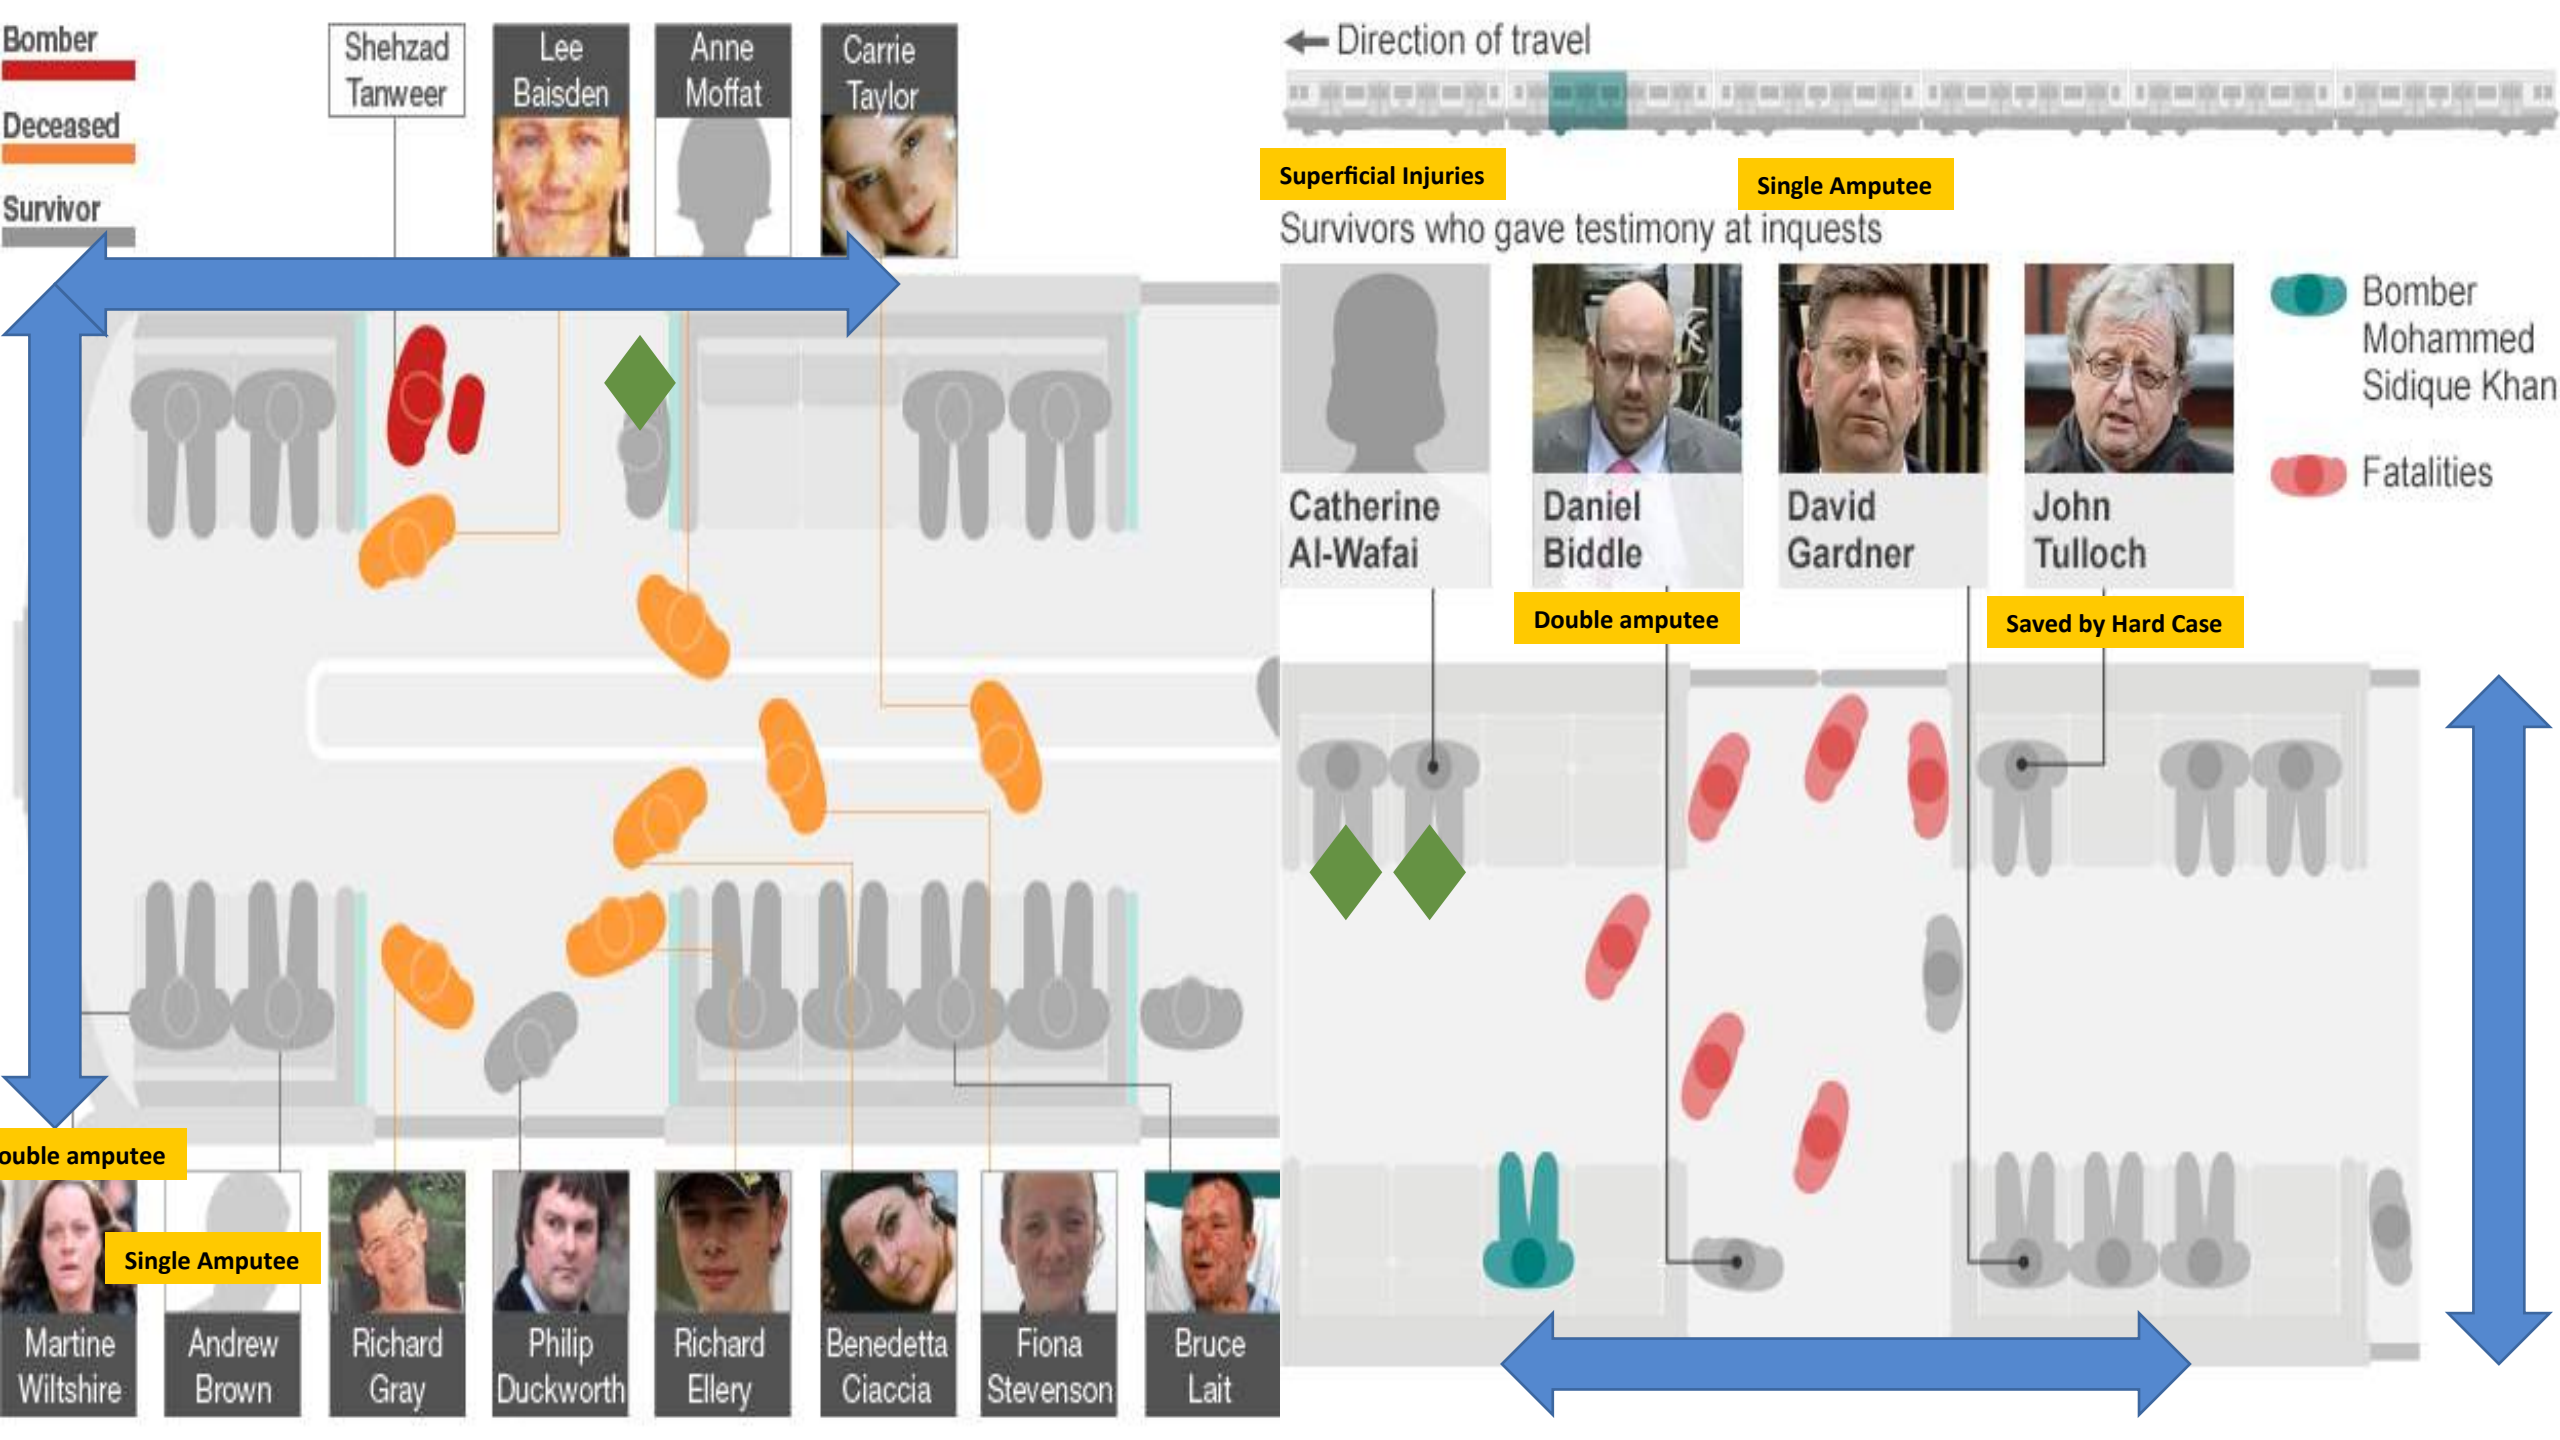 Bomber
Deceased
Survivor
Shehzad
Tanweer
Lee
Baisden
Anne
Moffat
Carrie
Taylor
ouble amputee
Single Amputee
Martine
Wiltshire
Andrew
Brown
Richard
Gray
Philip
Duckworth
Richard
Ellery
Benedetta
Ciaccia
Fiona
Stevenson
Bruce
Lait
Direction of travel
Superficial Injuries
Single Amputee
Survivors who gave testimony at inquests
Catherine
Al-Wafai
Daniel
Biddle
David
Gardner
John
Tulloch
Bomber
Mohammed
Sidique Khan
Fatalities
Double amputee
Saved by Hard Case